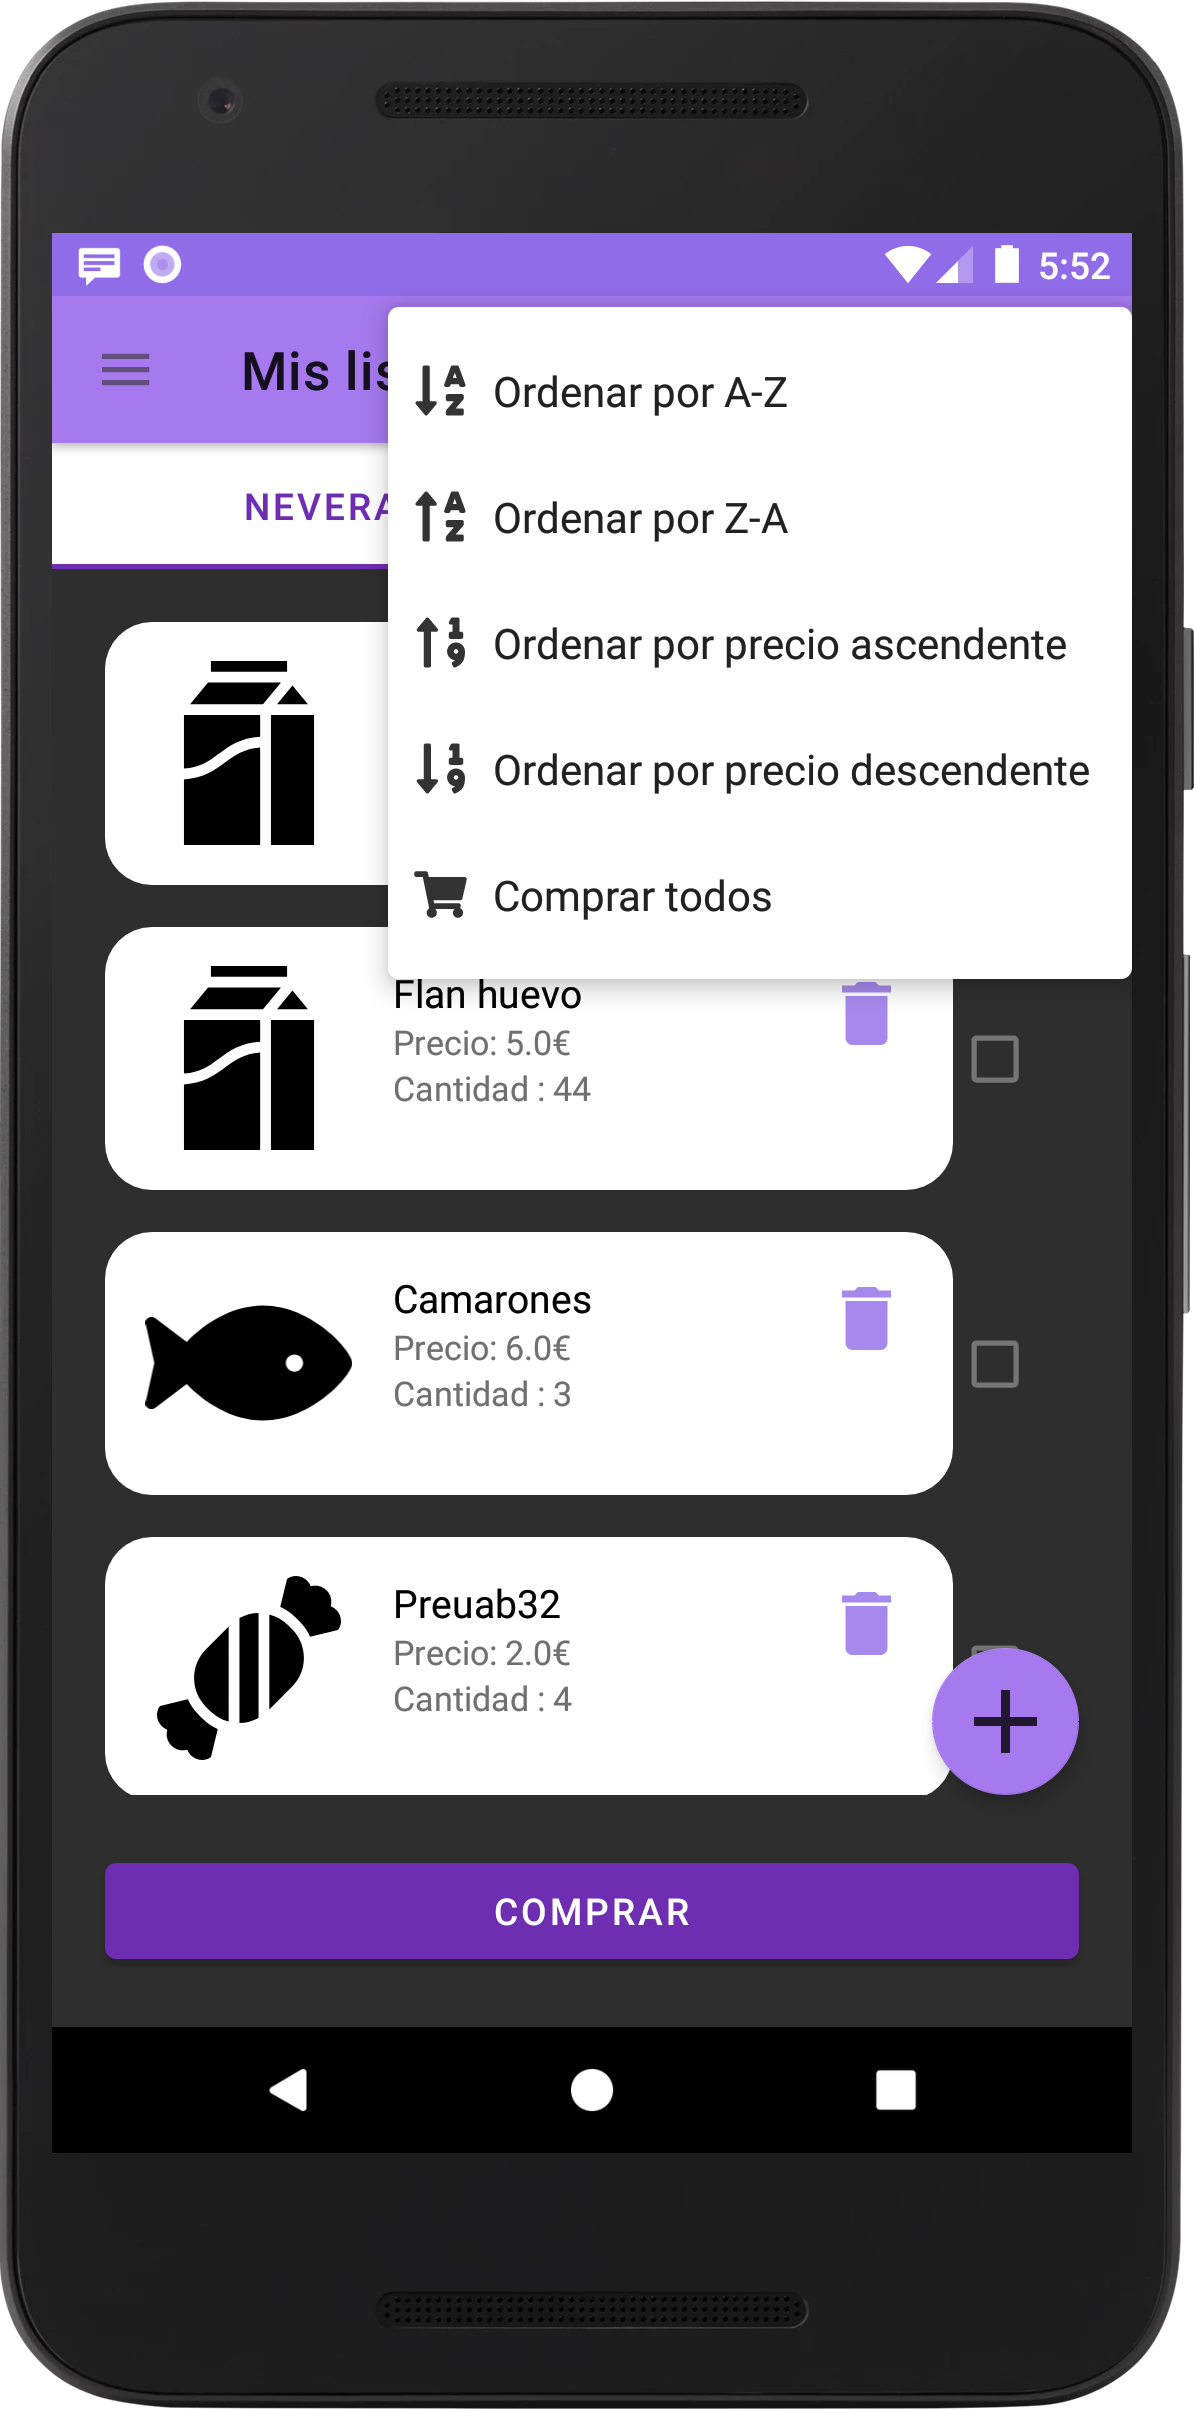 5:52
Mis lis
NEVERA
Ordenar por A-Z
Ordenar por Z-A
Ordenar por precio ascendente
Ordenar por precio descendente
Comprar todos
Flan huevo
Precio: 5.0€
Cantidad : 44
Camarones
Precio: 6.0€
Cantidad : 3
Preuab32
Precio: 2.0€
Cantidad : 4
COMPRAR